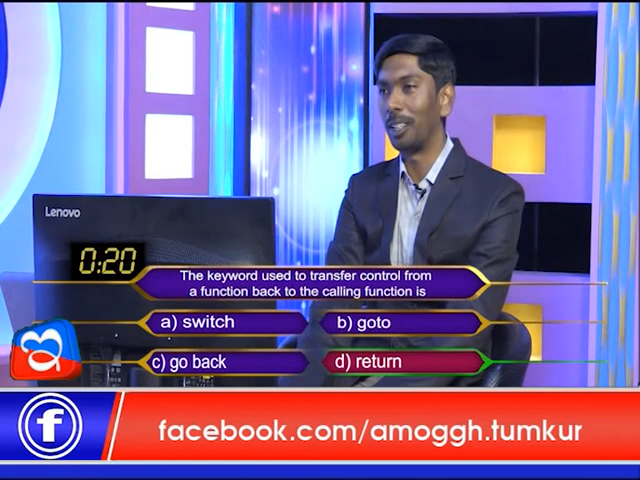 Lenovo
0:20
The keyword used to transfer control from
a function back to the calling function is
a) switch
b) goto
c) go back
d) return
f
facebook.com/amoggh.tumkur